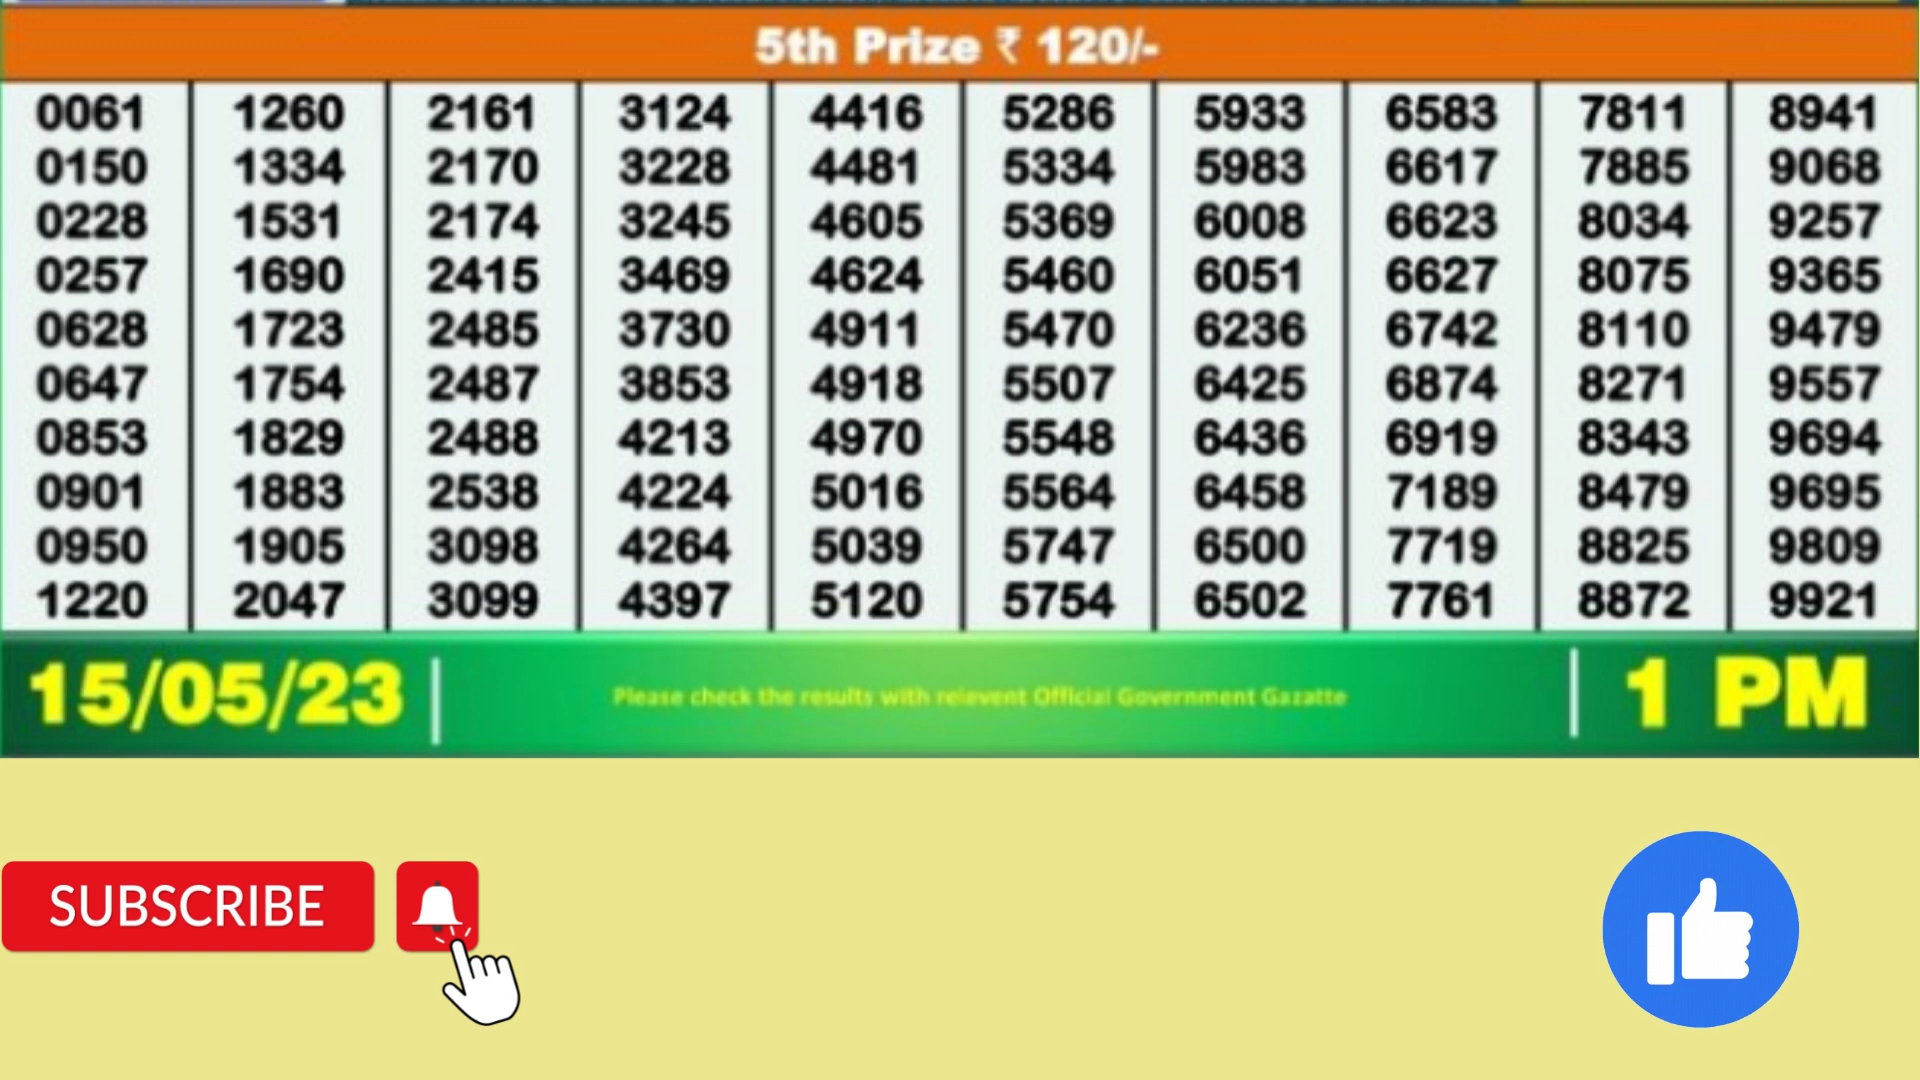 5th Prize ₹ 120/-
0061 1260 2161 3124 4416 5286 5933 6583 7811 8941
0150 1334 2170 3228 4481 5334 5983 6617 7885 9068
0228 1531 2174 3245 4605 5369 6008 6623 8034 9257
0257 1690 2415 3469 4624 5460 6051 6627 8075 9365
0628 1723 2485 3730 4911 5470 6236 6742 8110 9479
0647 1754 2487 3853 4918 5507 6425 6874 8271 9557
0853 1829 2488 4213 4970 5548 6436 6919 8343 9694
0901 1883 2538 4224 5016 5564 6458 7189 8479 9695
0950 1905 3098 4264 5039 5747 6500 7719 8825 9809
1220 2047 3099 4397 5120 5754 6502 7761 8872 9921
15/05/23 Please check the results with relevent Official Government Gazatte 1 PM
SUBSCRIBE